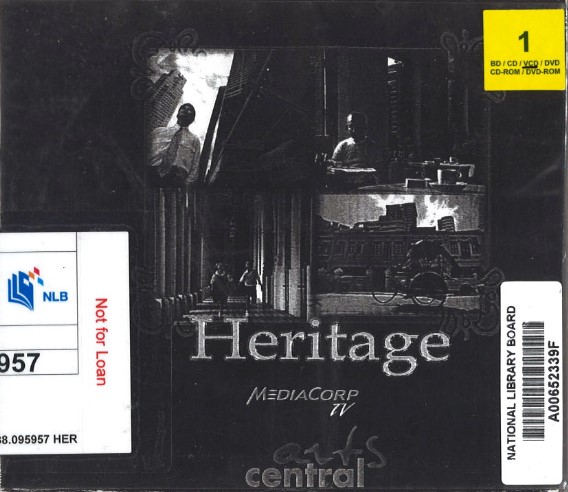 1
BD / CD / VCD / DVD
CD-ROM / DVD-ROM
NLB
Not for Loan
957
38.095957 HER
Heritage
MEDIACORP
TV
arts
central
NATIONAL LIBRARY BOARD
A00652339F